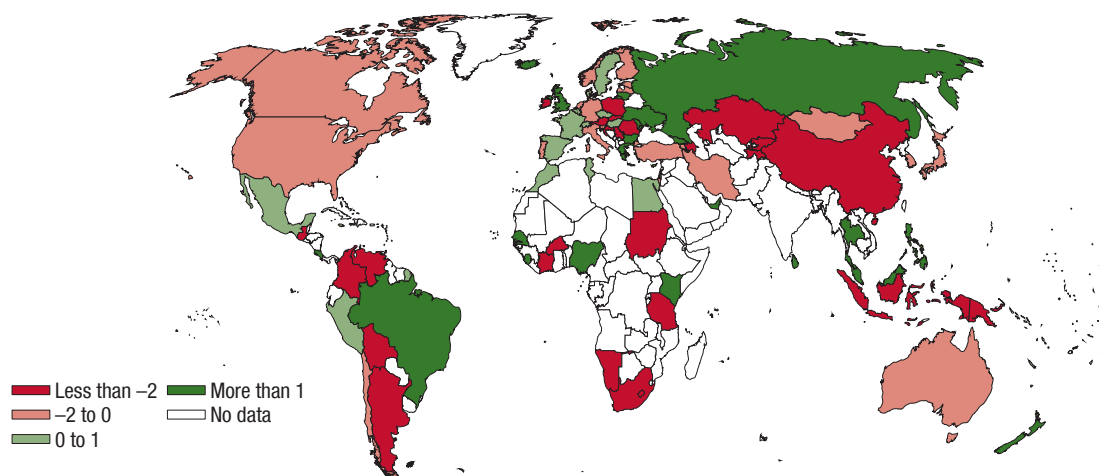 Less than −2
−2 to 0
0 to 1
More than 1
No data